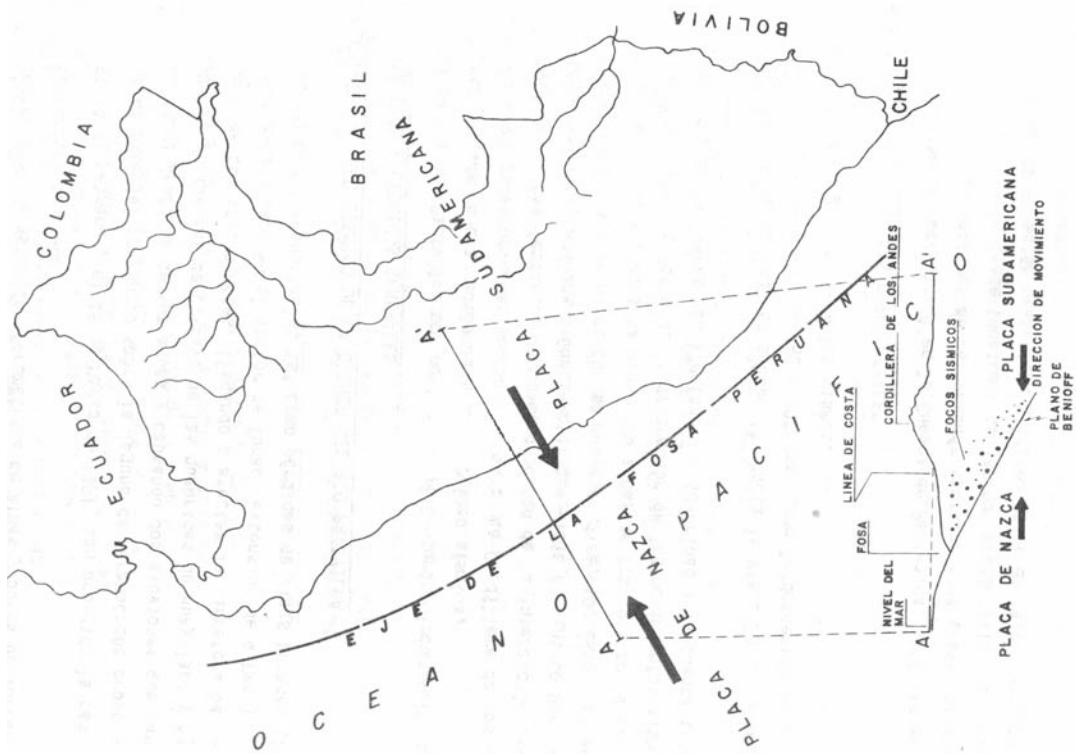 COLOMBIA
ECUADOR
BRASIL
BOLIVIA
CHILE
PLACA SUDAMERICANA
A'
EJE DE LA FOSA PERUANA
OCEANO PACIFICO
A
PLACA DE NAZCA
NIVEL DEL
MAR
FOSA
LINEA DE COSTA
CORDILLERA DE LOS ANDES
FOCOS SISMICOS
A
A'
PLACA DE NAZCA
PLACA SUDAMERICANA
DIRECCION DE MOVIMIENTO
PLANO DE
BENIOFF